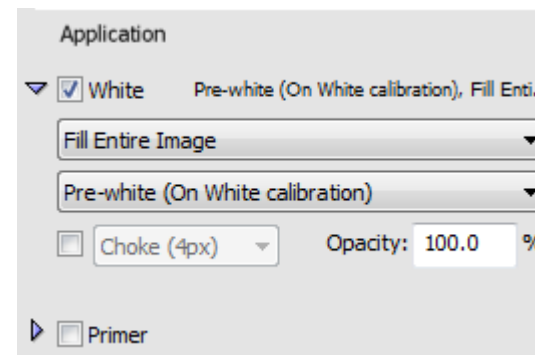 Application
White Pre-white (On White calibration), Fill Enti.
Fill Entire Image
Pre-white (On White calibration)
Choke (4px) Opacity: 100.0 %
Primer